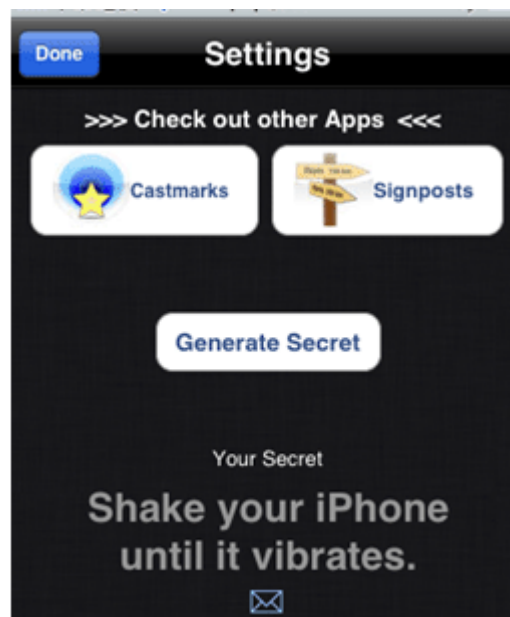 Done
Settings
>>> Check out other Apps <<<
Castmarks
Signposts
Generate Secret
Your Secret
Shake your iPhone
until it vibrates.